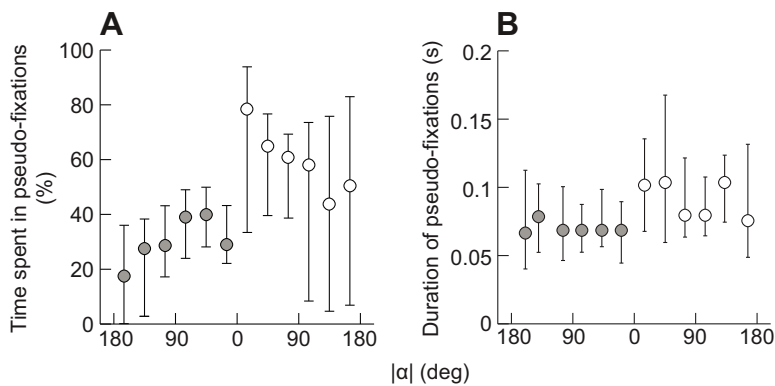 A
B
Time spent in pseudo-fixations
(%)
100
80
60
40
20
0
180 90 0 90 180
Duration of pseudo-fixations (s)
0.2
0.15
0.1
0.05
0
180 90 0 90 180
|α| (deg)